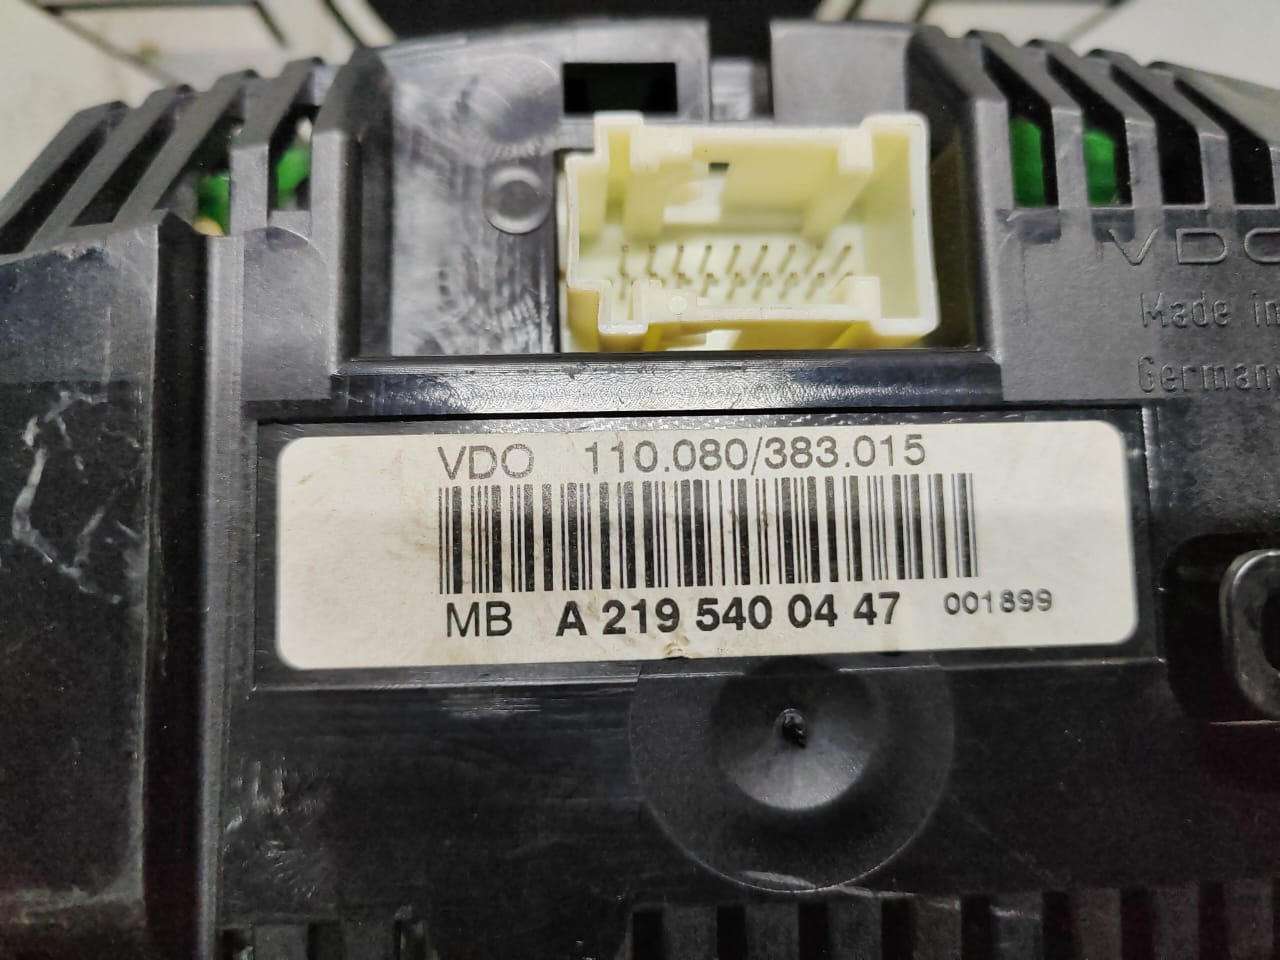 VDO
Made in
Germany
VDO 110.080/383.015
MB A 219 540 04 47 001899